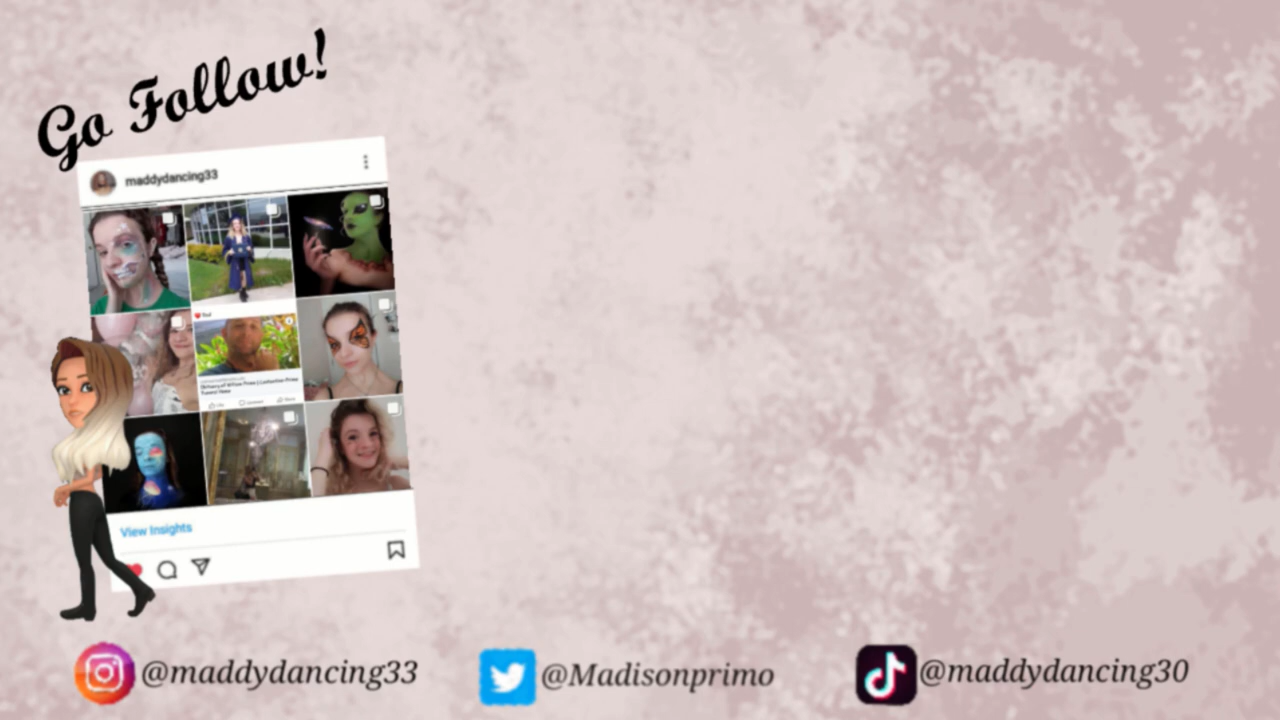 Go Follow!
maddydancing33
View Insights
@maddydancing33
@Madisonprimo
@maddydancing30